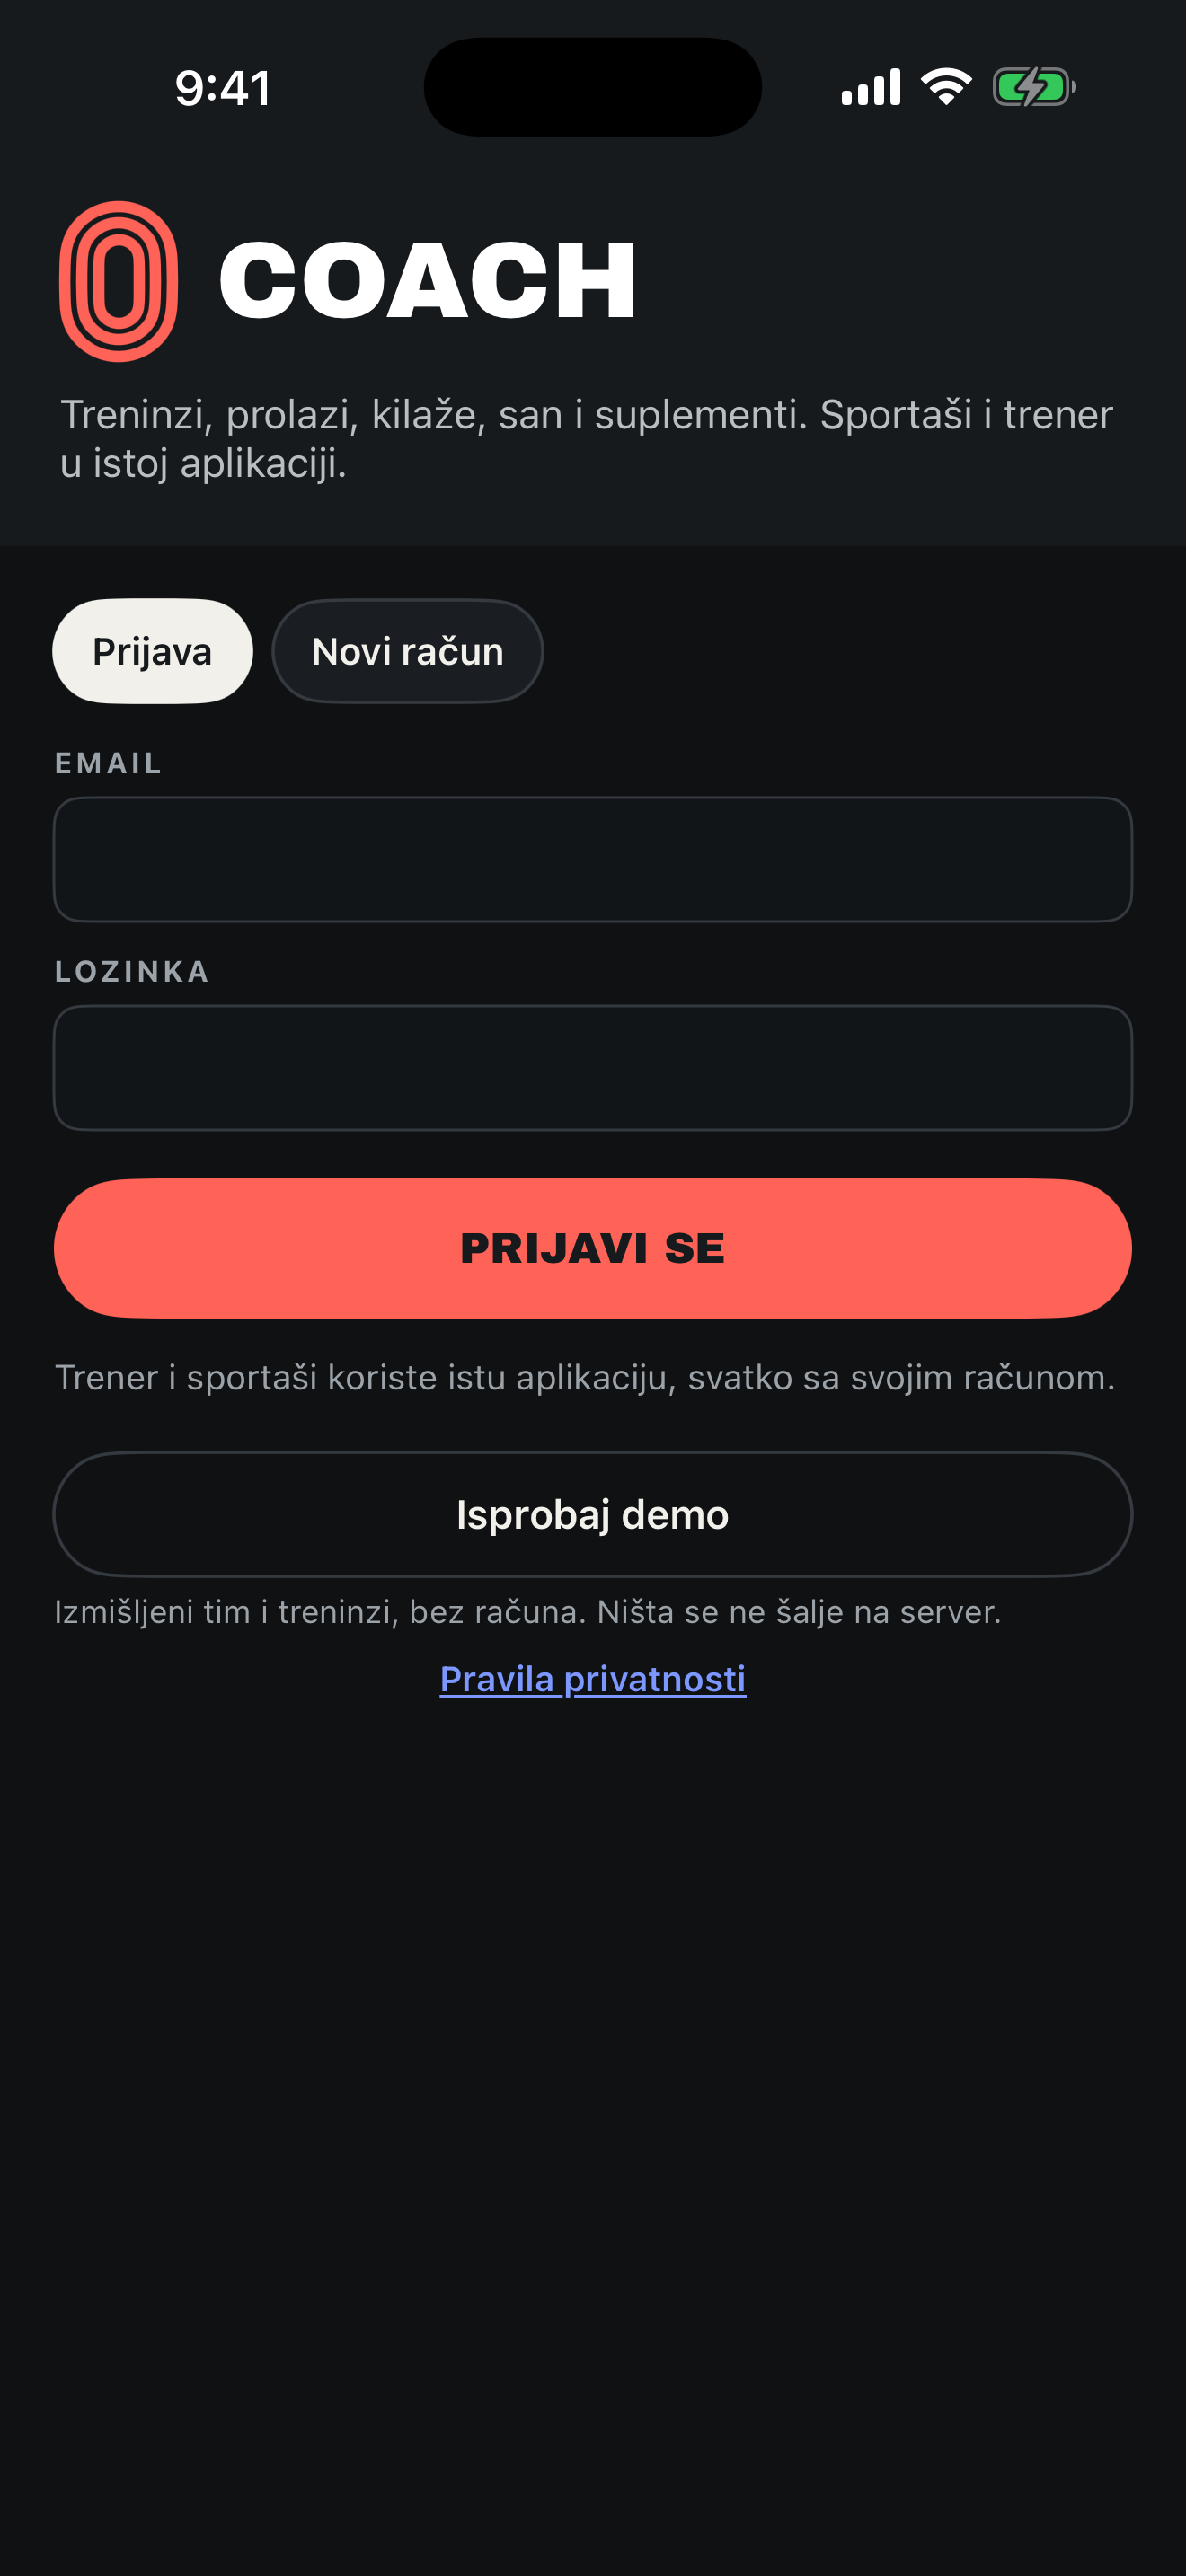 9:41
COACH
Treninzi, prolazi, kilaže, san i suplementi. Sportaši i trener
u istoj aplikaciji.
Prijava
Novi račun
EMAIL
LOZINKA
PRIJAVI SE
Trener i sportaši koriste istu aplikaciju, svatko sa svojim računom.
Isprobaj demo
Izmišljeni tim i treninzi, bez računa. Ništa se ne šalje na server.
Pravila privatnosti